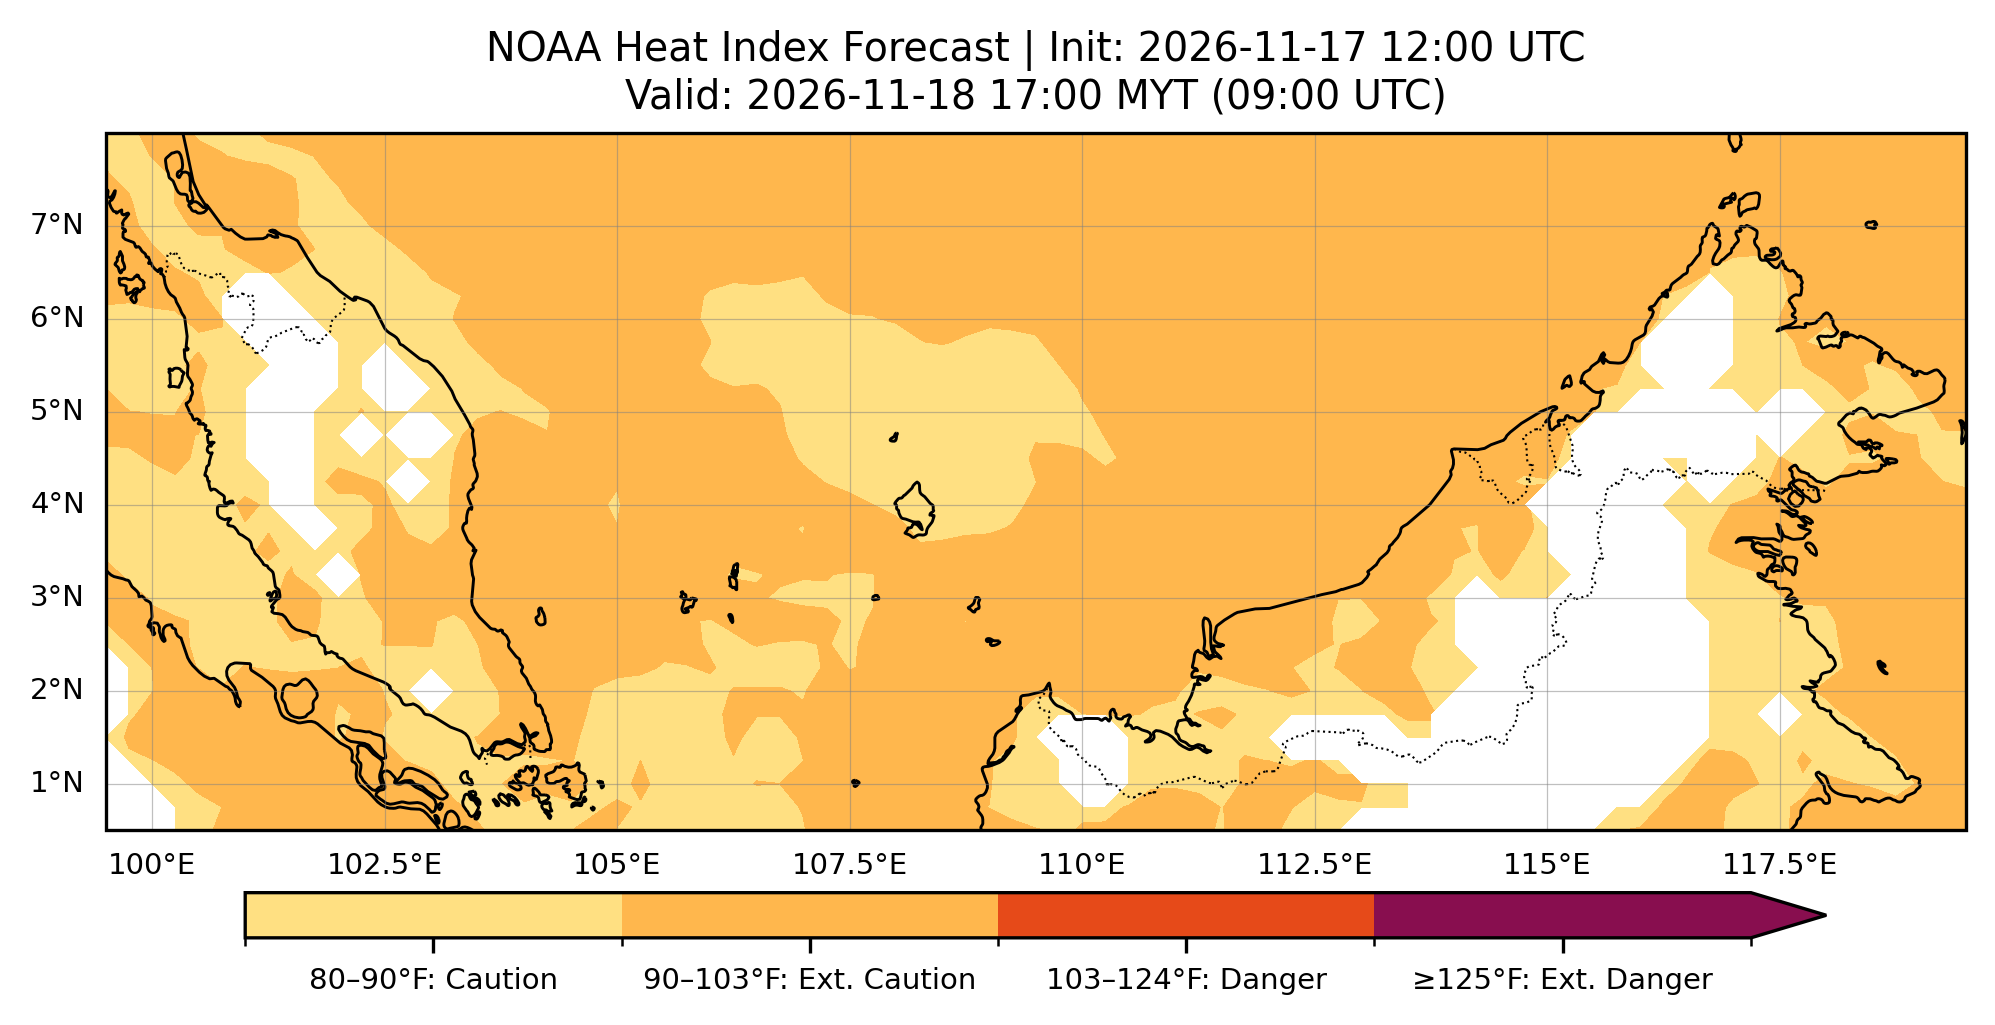 NOAA Heat Index Forecast | Init: 2026-11-17 12:00 UTC
Valid: 2026-11-18 17:00 MYT (09:00 UTC)
7°N
6°N
5°N
4°N
3°N
2°N
1°N
100°E 102.5°E 105°E 107.5°E 110°E 112.5°E 115°E 117.5°E
80–90°F: Caution 90–103°F: Ext. Caution 103–124°F: Danger ≥125°F: Ext. Danger